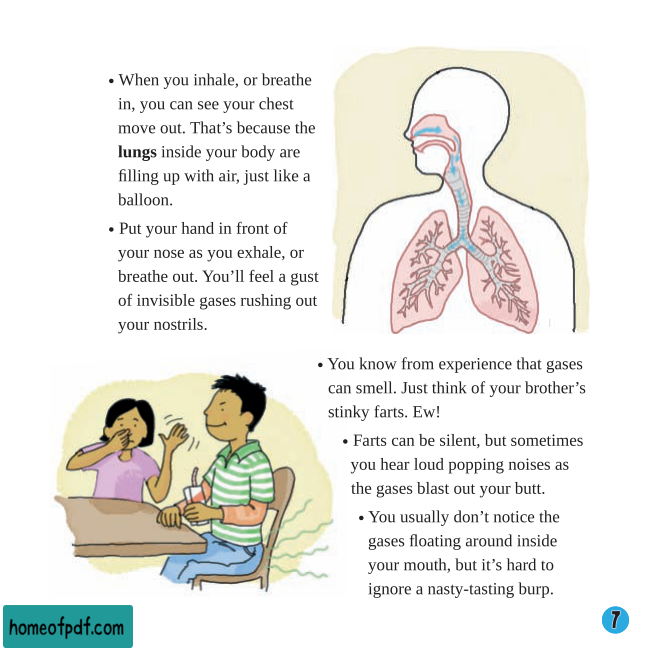 • When you inhale, or breathe
in, you can see your chest
move out. That’s because the
lungs inside your body are
filling up with air, just like a
balloon.
• Put your hand in front of
your nose as you exhale, or
breathe out. You’ll feel a gust
of invisible gases rushing out
your nostrils.
• You know from experience that gases
can smell. Just think of your brother’s
stinky farts. Ew!
• Farts can be silent, but sometimes
you hear loud popping noises as
the gases blast out your butt.
• You usually don’t notice the
gases floating around inside
your mouth, but it’s hard to
ignore a nasty-tasting burp.
homeofpdf.com
7